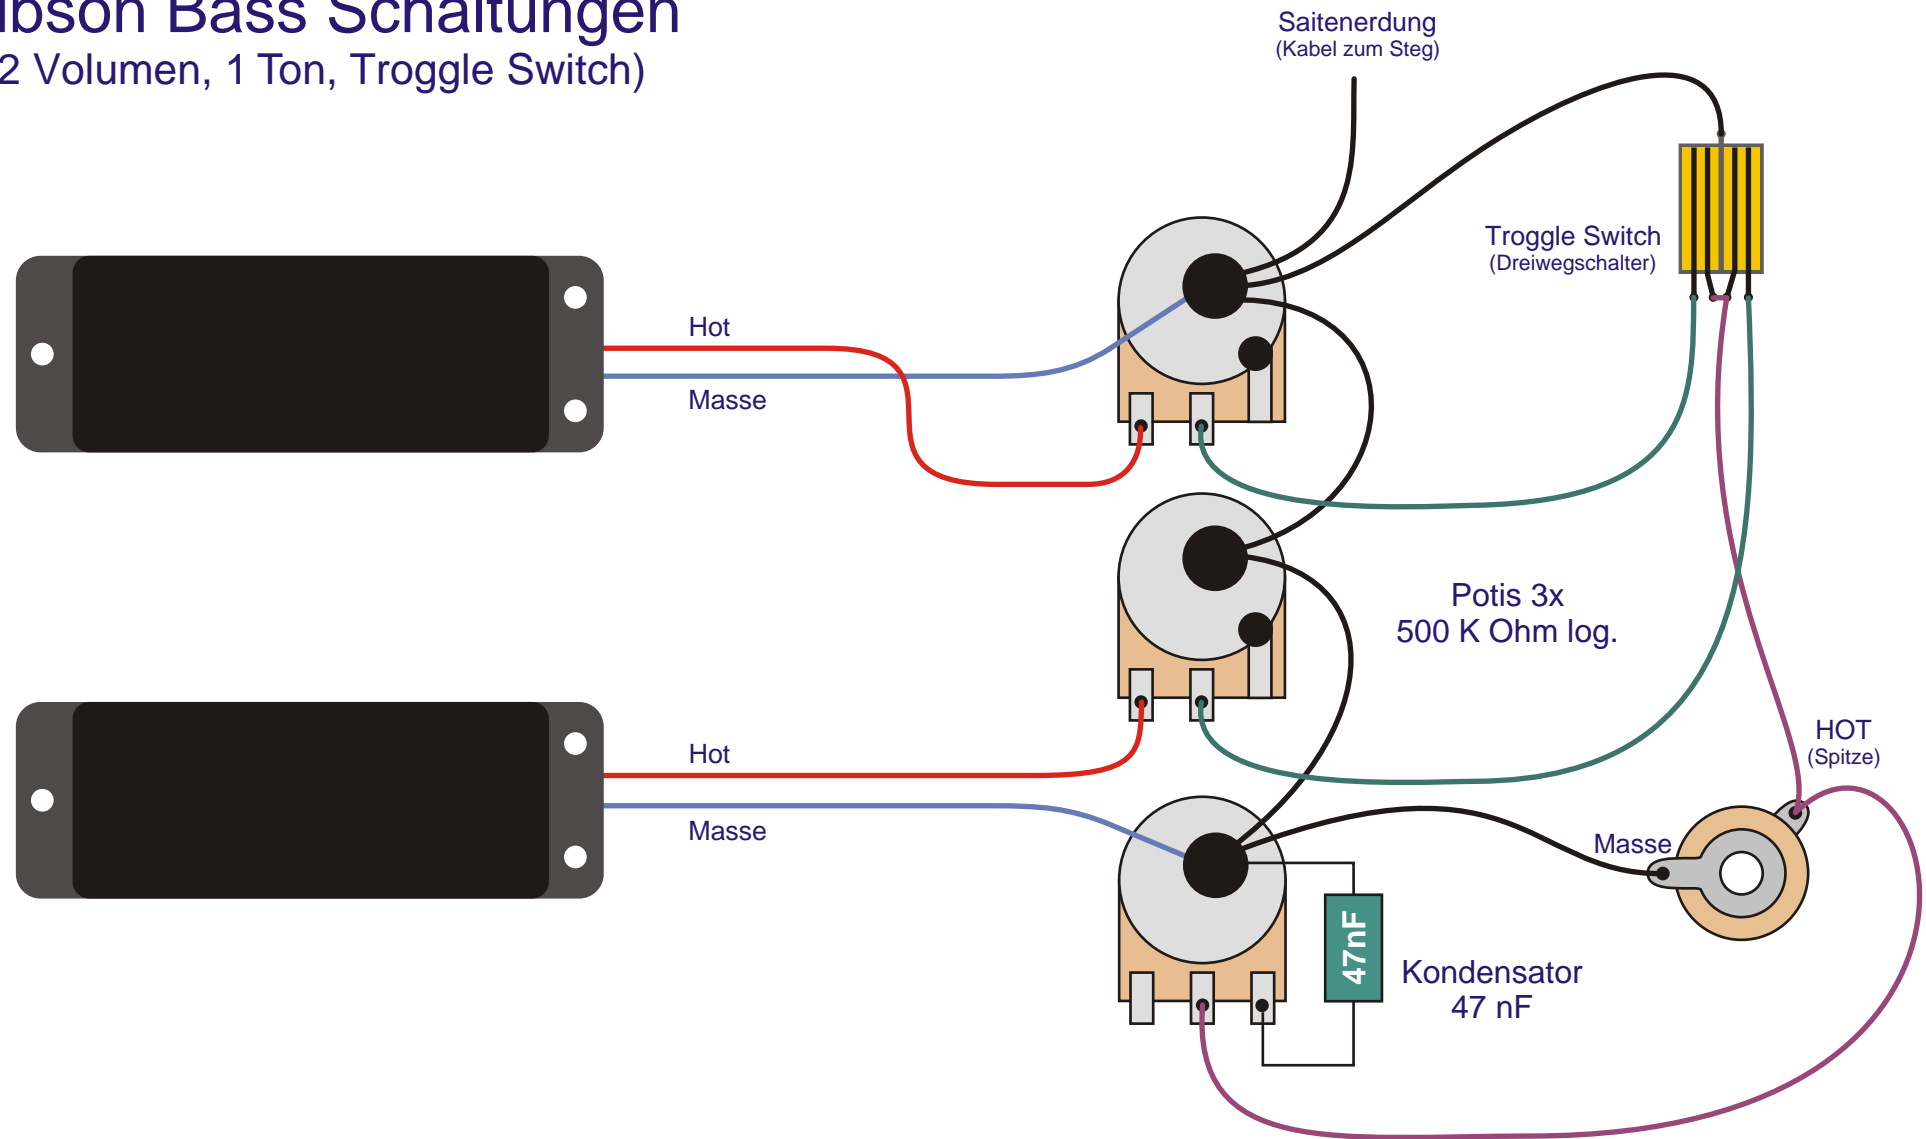 ibson Bass Schaltungen
2 Volumen, 1 Ton, Troggle Switch)
Saitenerdung
(Kabel zum Steg)
Troggle Switch
(Dreiwegschalter)
Hot
Masse
Potis 3x
500 K Ohm log.
Hot
Masse
HOT
(Spitze)
Masse
47nF
Kondensator
47 nF